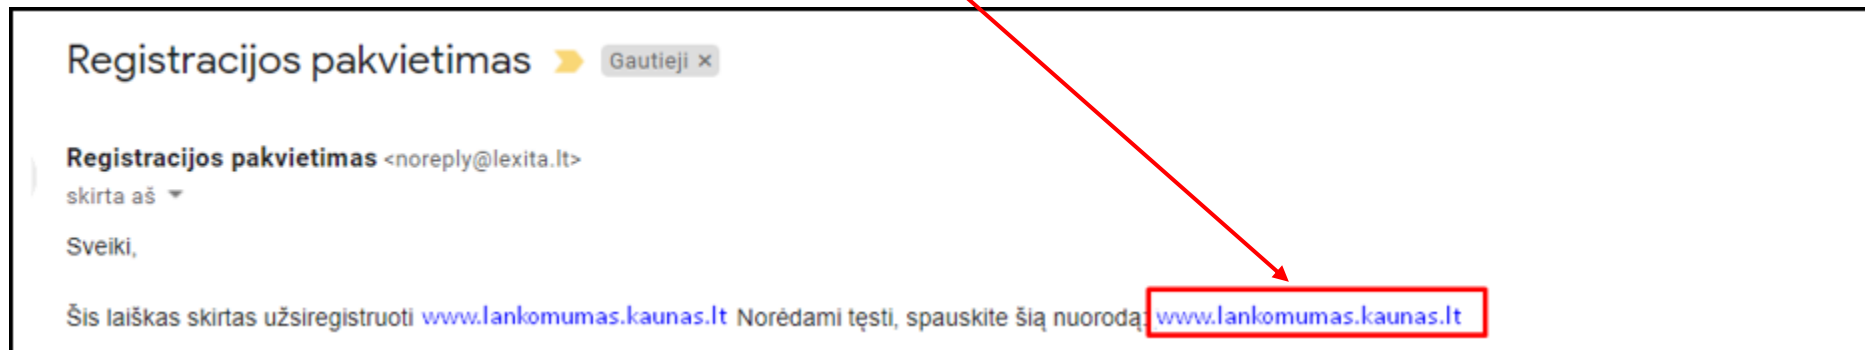 Registracijos pakvietimas Gautieji ×
Registracijos pakvietimas <noreply@lexita.lt>
skirta aš
Sveiki,
Šis laiškas skirtas užsiregistruoti www.lankomumas.kaunas.lt Norėdami tęsti, spauskite šią nuorodą: www.lankomumas.kaunas.lt